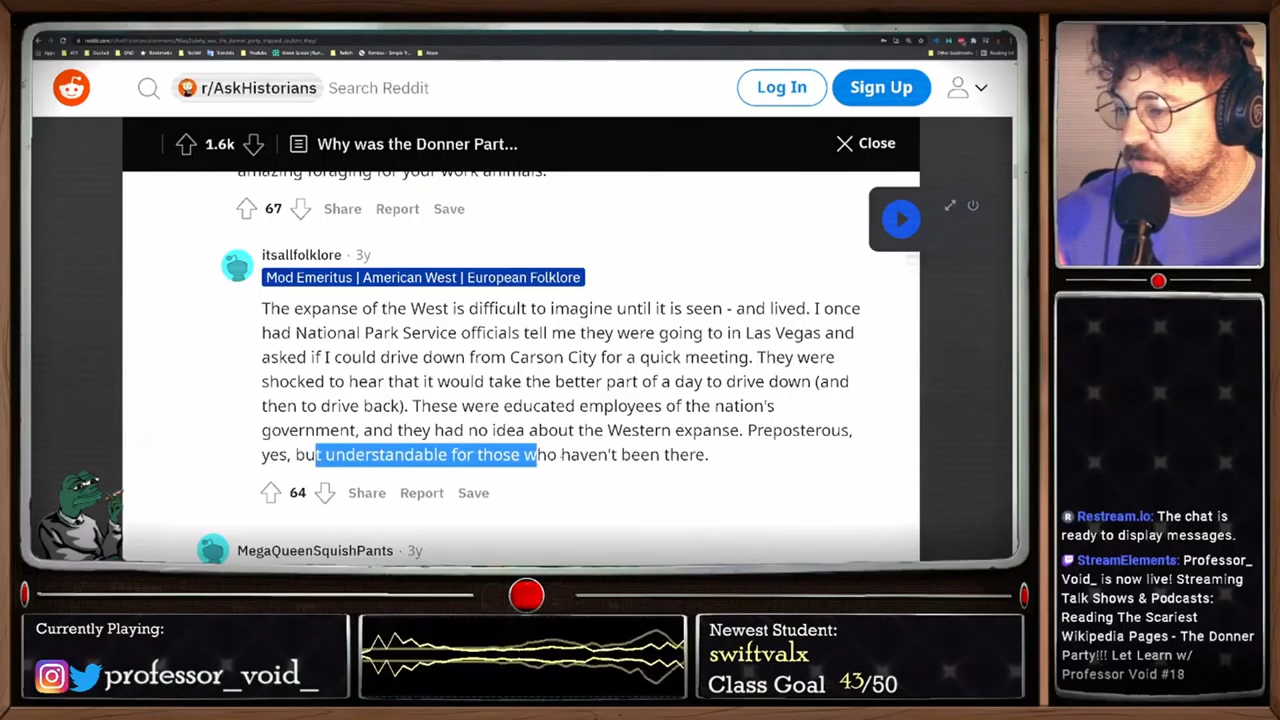 r/AskHistorians
Search Reddit
Log In
Sign Up
1.6k
Why was the Donner Part...
Close
amazing foraging for your work animals.
67
Share
Report
Save
itsallfolklore · 3y
Mod Emeritus | American West | European Folklore
The expanse of the West is difficult to imagine until it is seen - and lived. I once
had National Park Service officials tell me they were going to in Las Vegas and
asked if I could drive down from Carson City for a quick meeting. They were
shocked to hear that it would take the better part of a day to drive down (and
then to drive back). These were educated employees of the nation's
government, and they had no idea about the Western expanse. Preposterous,
yes, but understandable for those who haven't been there.
64
Share
Report
Save
MegaQueenSquishPants · 3y
Restream.io: The chat is
ready to display messages.
StreamElements: Professor_
Void_ is now live! Streaming
Talk Shows & Podcasts:
Reading The Scariest
Wikipedia Pages - The Donner
Party!!! Let Learn w/
Professor Void #18
Currently Playing:
professor_void_
Newest Student:
swiftvalx
Class Goal 43/50